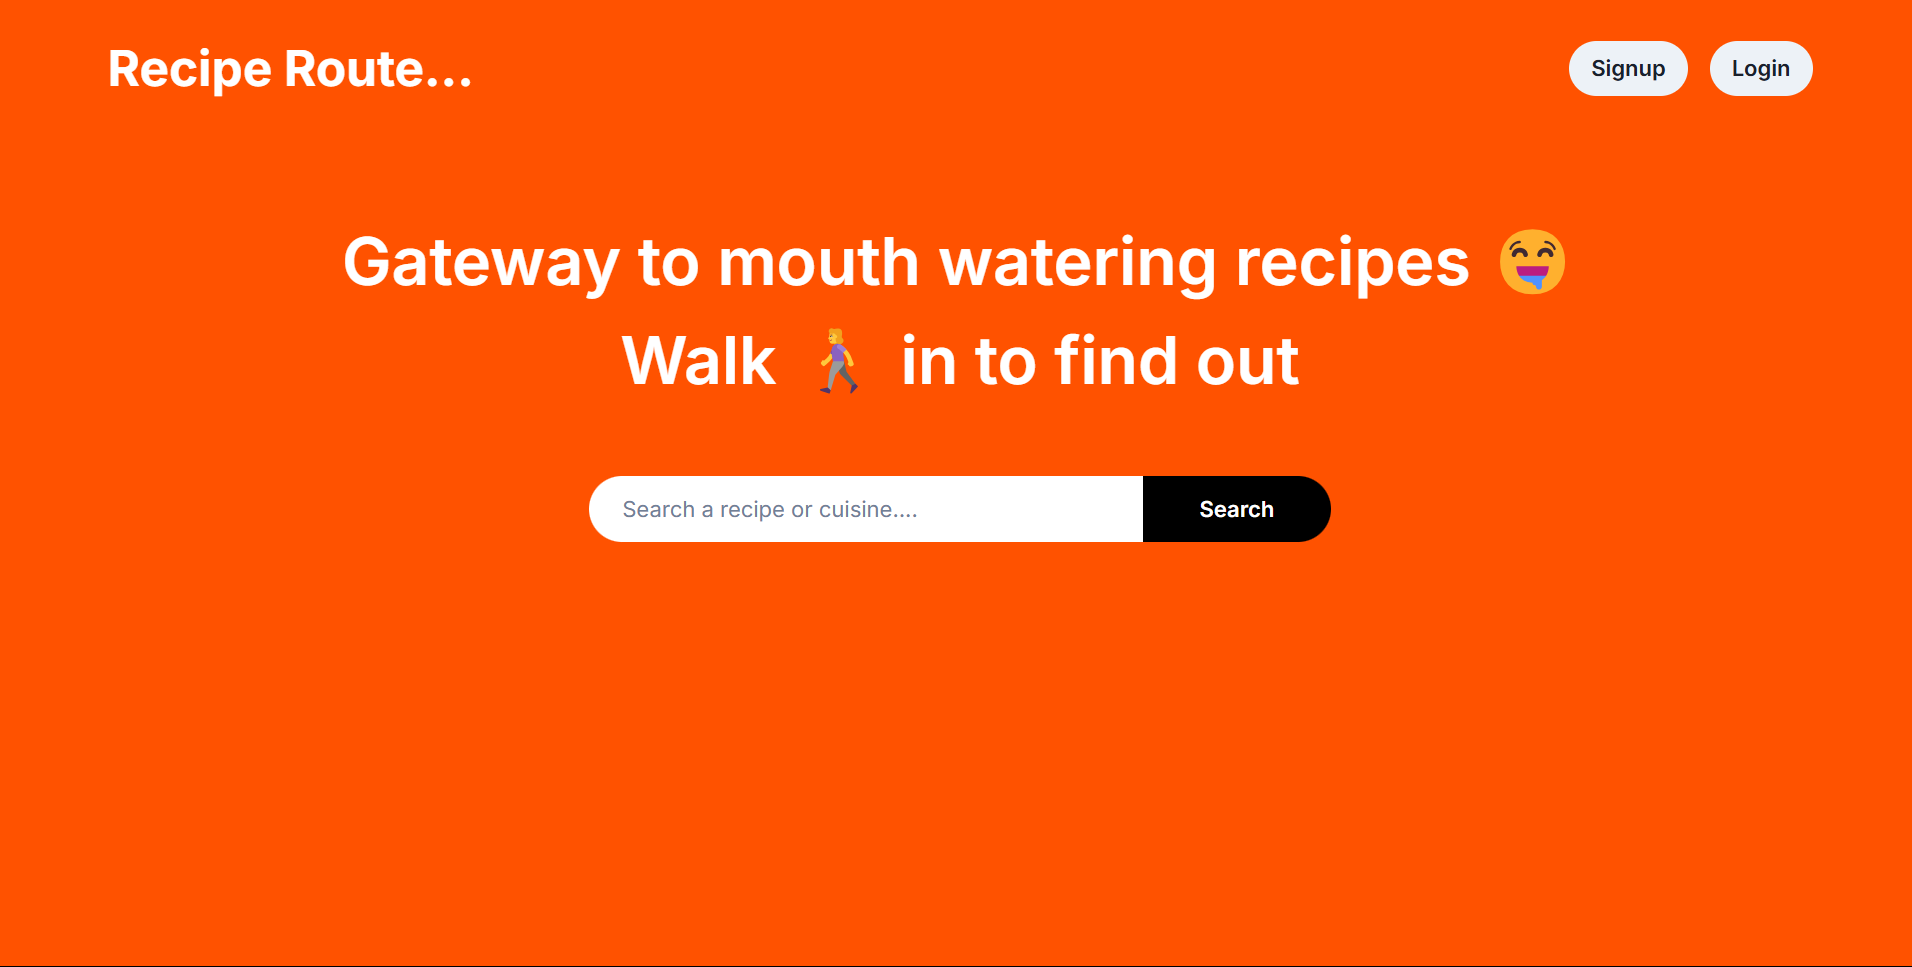 Recipe Route...
Signup
Login
Gateway to mouth watering recipes 🤤
Walk 🚶‍♀️ in to find out
Search a recipe or cuisine....
Search